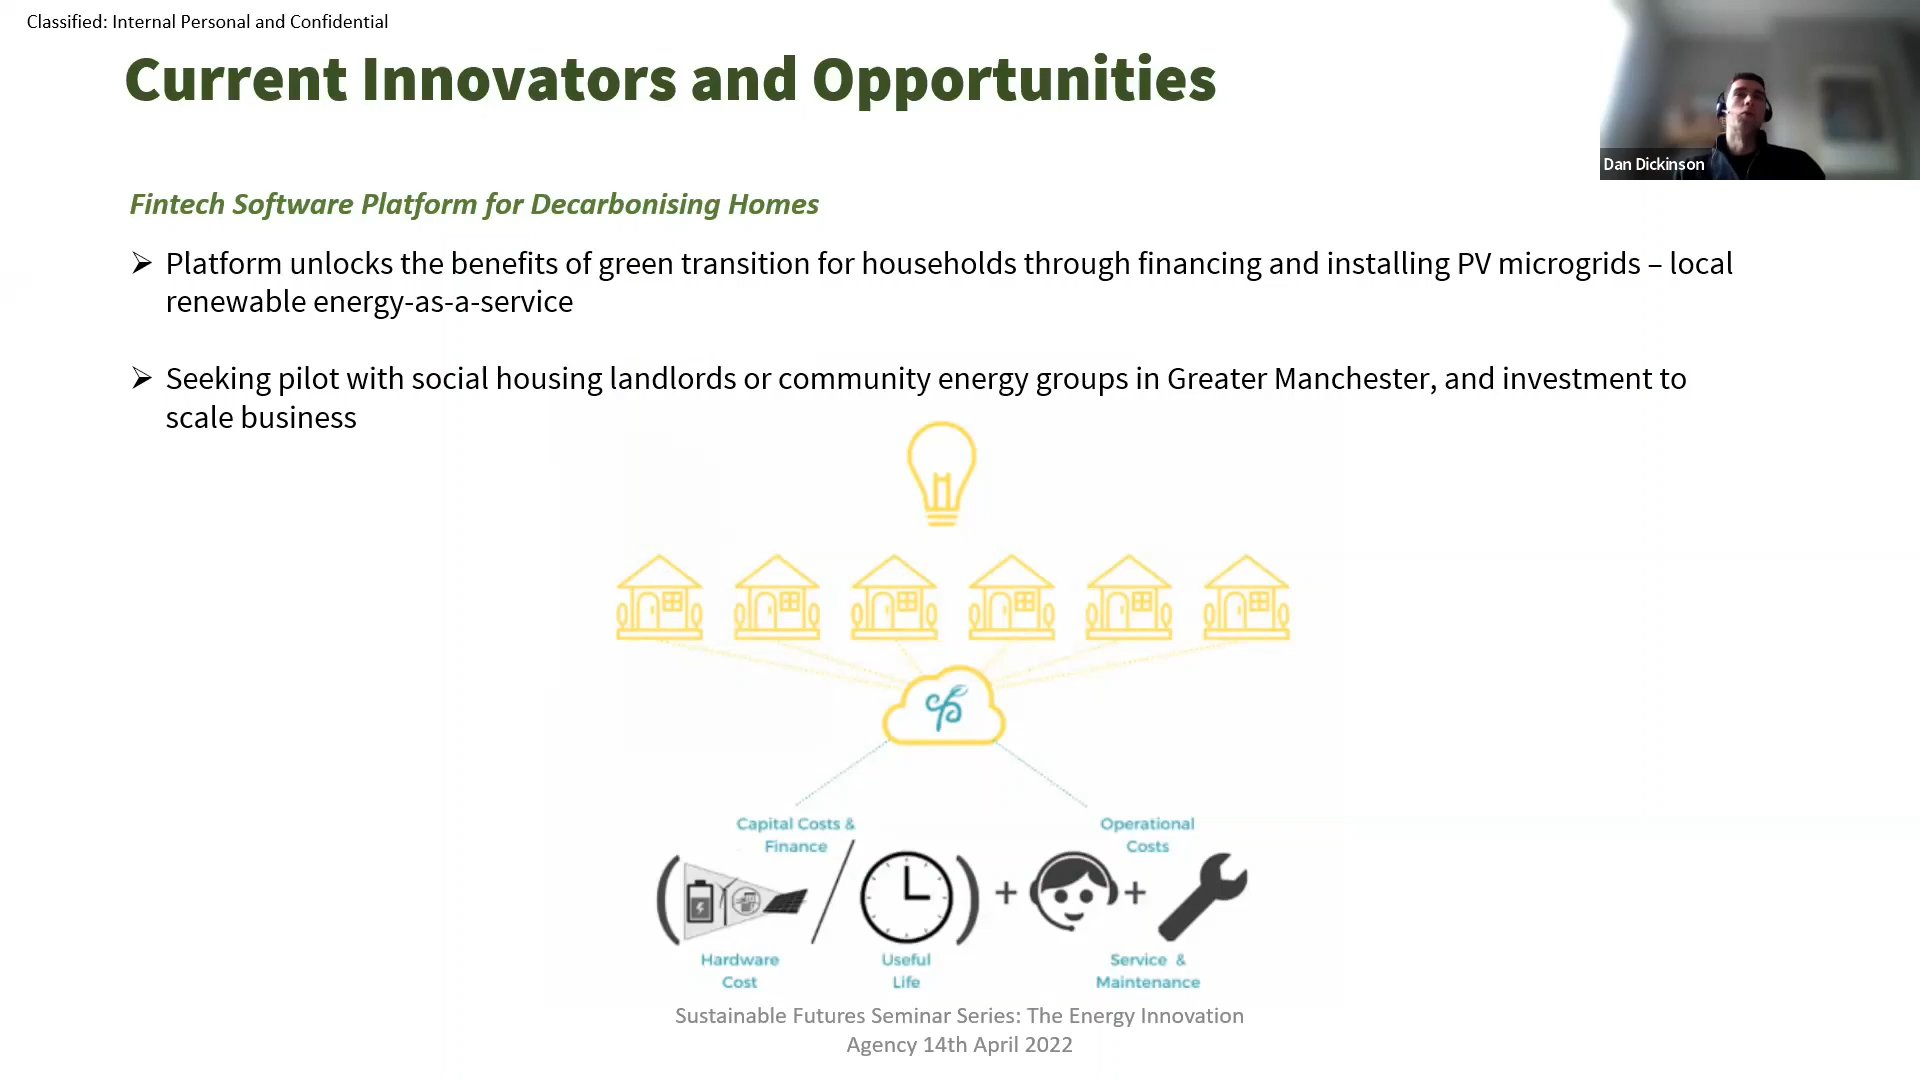 Classified: Internal Personal and Confidential
Current Innovators and Opportunities
Dan Dickinson
Fintech Software Platform for Decarbonising Homes
➢ Platform unlocks the benefits of green transition for households through financing and installing PV microgrids – local
renewable energy-as-a-service
➢ Seeking pilot with social housing landlords or community energy groups in Greater Manchester, and investment to
scale business
Capital Costs &
Finance
Operational
Costs
( / ) + +
Hardware
Cost
Useful
Life
Service &
Maintenance
Sustainable Futures Seminar Series: The Energy Innovation
Agency 14th April 2022